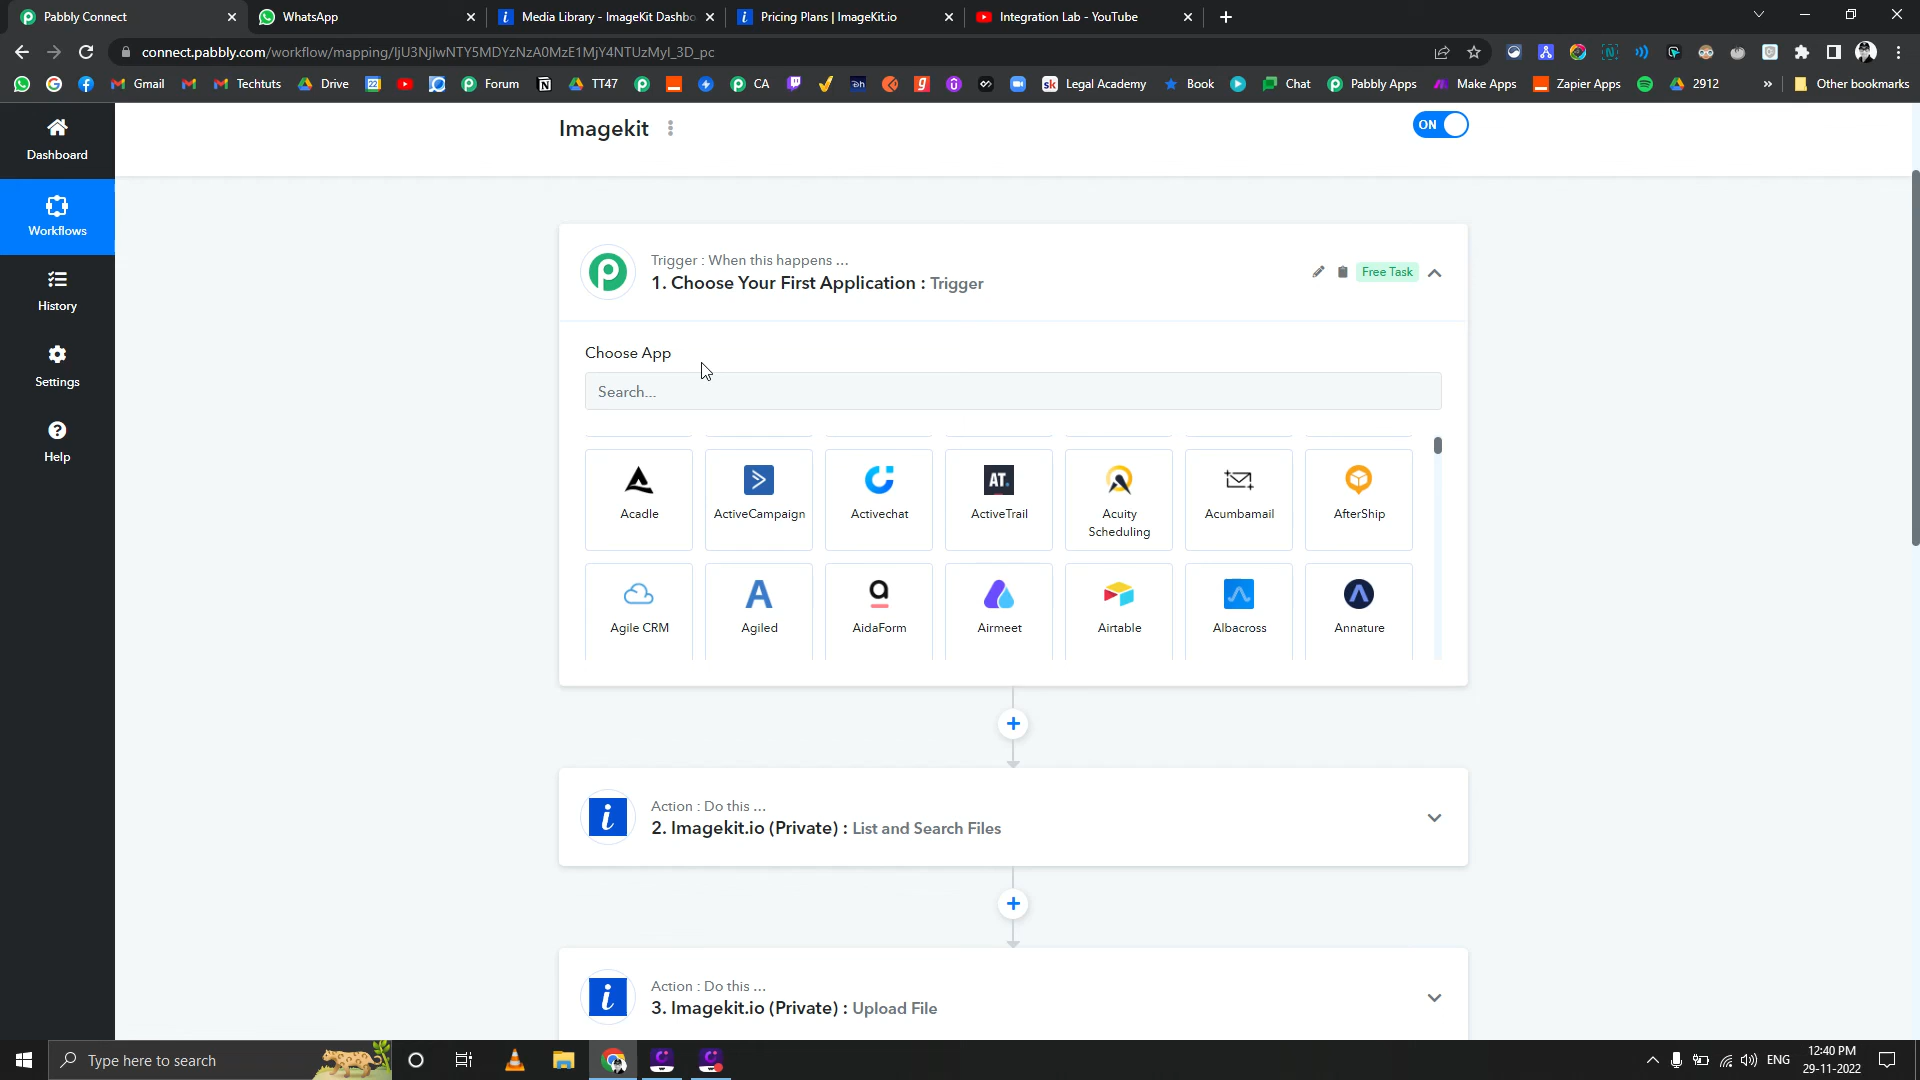 Pabbly Connect
WhatsApp
Media Library - ImageKit Dashbo
Pricing Plans | ImageKit.io
Integration Lab - YouTube
connect.pabbly.com/workflow/mapping/IjU3NjIwNTY5MDYzNzA0MzE1MjY4NTUzMyI_3D_pc
Gmail
Techtuts
Drive
Forum
TT47
CA
Legal Academy
Book
Chat
Pabbly Apps
Make Apps
Zapier Apps
2912
»
Other bookmarks
Dashboard
Workflows
History
Settings
Help
Imagekit
ON
Trigger : When this happens ...
1. Choose Your First Application : Trigger
Free Task
Choose App
Search...
Acadle
ActiveCampaign
Activechat
AT.
ActiveTrail
Acuity
Scheduling
Acumbamail
AfterShip
Agile CRM
Agiled
AidaForm
Airmeet
Airtable
Albacross
Annature
Action : Do this ...
2. Imagekit.io (Private) : List and Search Files
Action : Do this ...
3. Imagekit.io (Private) : Upload File
Type here to search
ENG
12:40 PM
29-11-2022